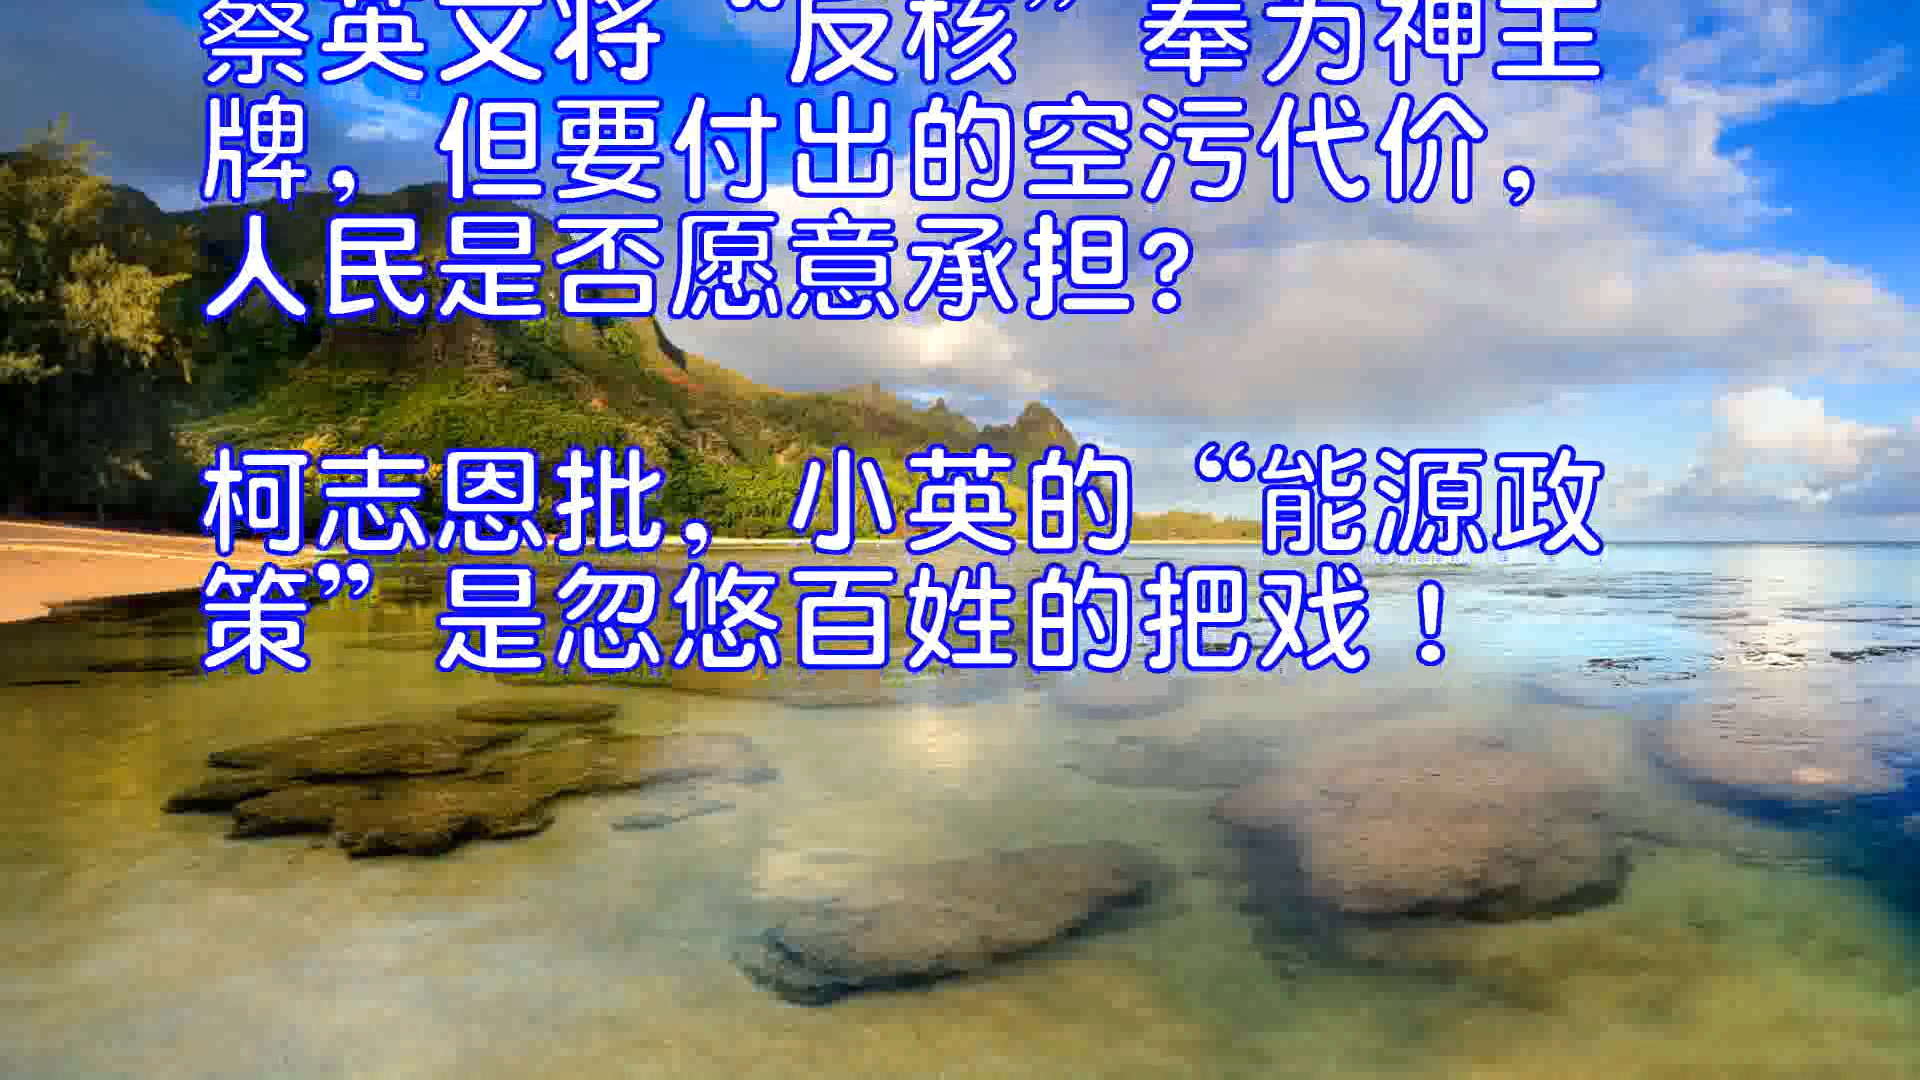 蔡英文将“反核”奉为神主
牌，但要付出的空污代价，
人民是否愿意承担？
柯志恩批，小英的“能源政
策”是忽悠百姓的把戏！